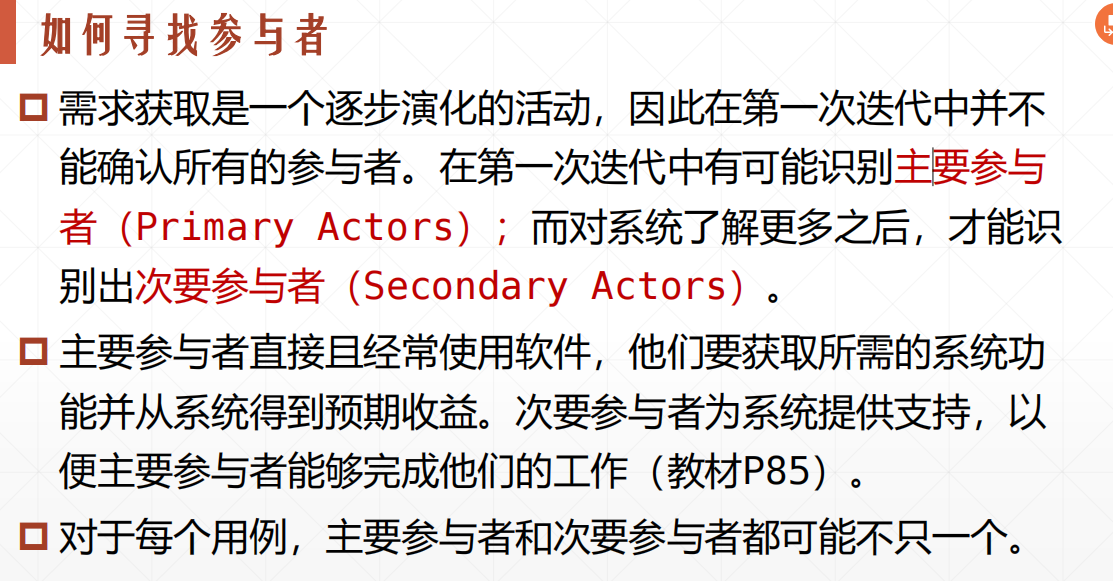 如何寻找参与者
需求获取是一个逐步演化的活动，因此在第一次迭代中并不
能确认所有的参与者。在第一次迭代中有可能识别主要参与
者（Primary Actors）；而对系统了解更多之后，才能识
别出次要参与者（Secondary Actors）。
主要参与者直接且经常使用软件，他们要获取所需的系统功
能并从系统得到预期收益。次要参与者为系统提供支持，以
便主要参与者能够完成他们的工作（教材P85）。
对于每个用例，主要参与者和次要参与者都可能不只一个。